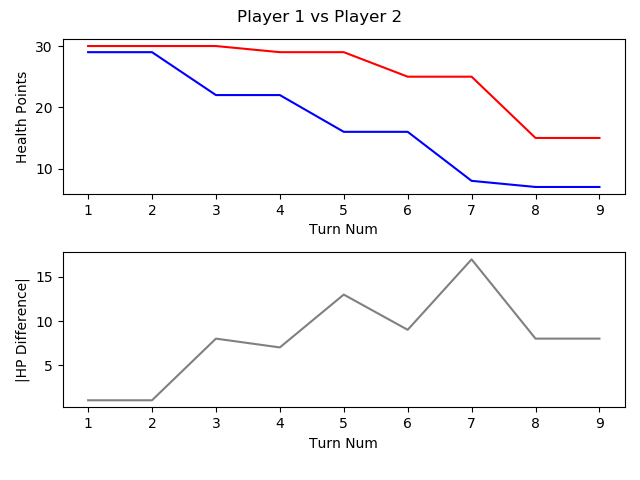 Player 1 vs Player 2
30
20
10
Health Points
1 2 3 4 5 6 7 8 9
Turn Num
15
10
5
|HP Difference|
1 2 3 4 5 6 7 8 9
Turn Num